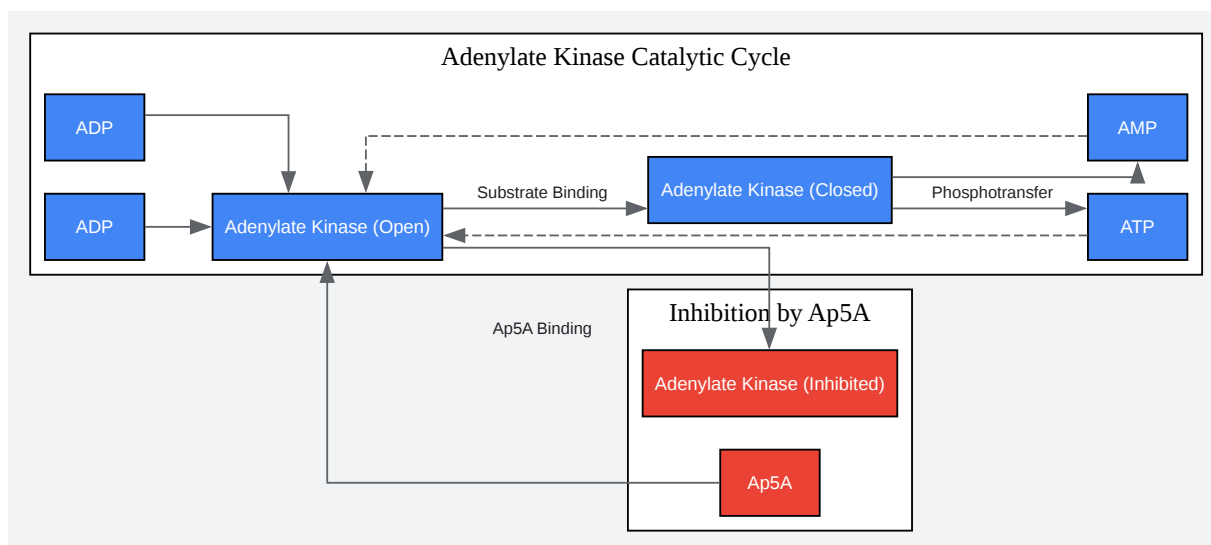 Adenylate Kinase Catalytic Cycle
ADP
AMP
Substrate Binding
Adenylate Kinase (Closed)
Phosphotransfer
ADP
Adenylate Kinase (Open)
ATP
Inhibition by Ap5A
Ap5A Binding
Adenylate Kinase (Inhibited)
Ap5A